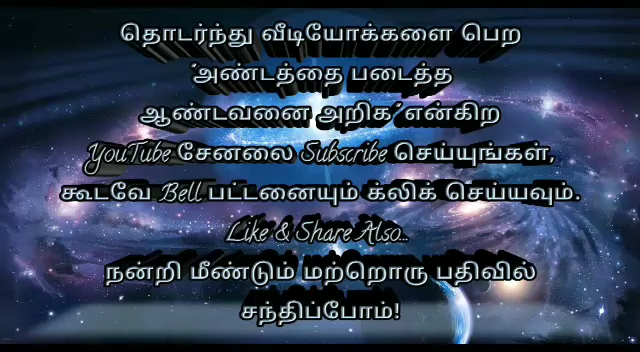 தொடர்ந்து வீடியோக்களை பெற
"அண்டத்தை படைத்த
ஆண்டவனை அறிக" என்கிற
YouTube சேனலை Subscribe செய்யுங்கள்,
கூடவே Bell பட்டனையும் க்லிக் செய்யவும்.
Like & Share Also...
நன்றி மீண்டும் மற்றொரு பதிவில்
சந்திப்போம்!